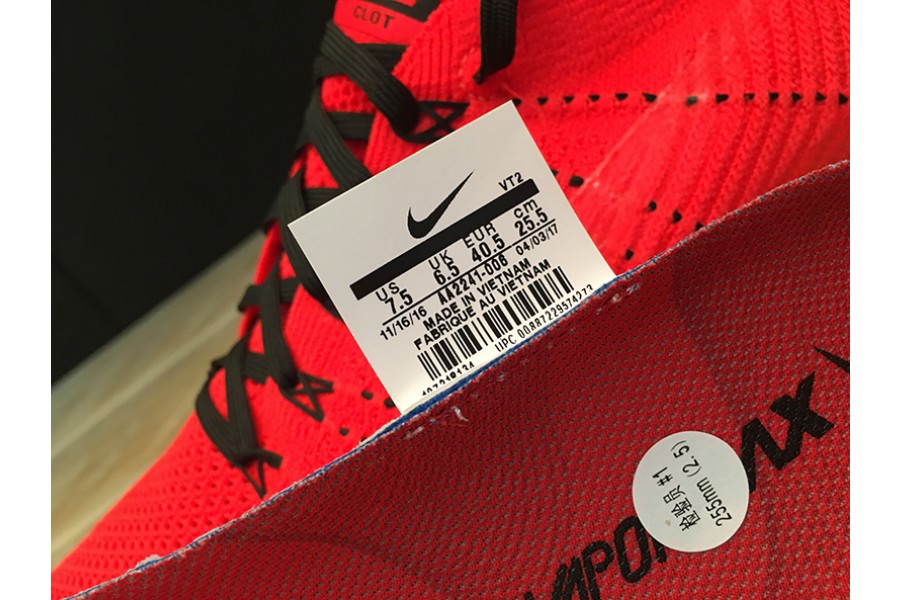 CLOT
VT2
US UK EUR cm
7.5 6.5 40.5 25.5
11/16/16 AA2241-006 04/03/17
MADE IN VIETNAM
FABRIQUE AU VIETNAM
UPC 00887229574273
检验员 #1
255mm (2.5)
VAPORMAX